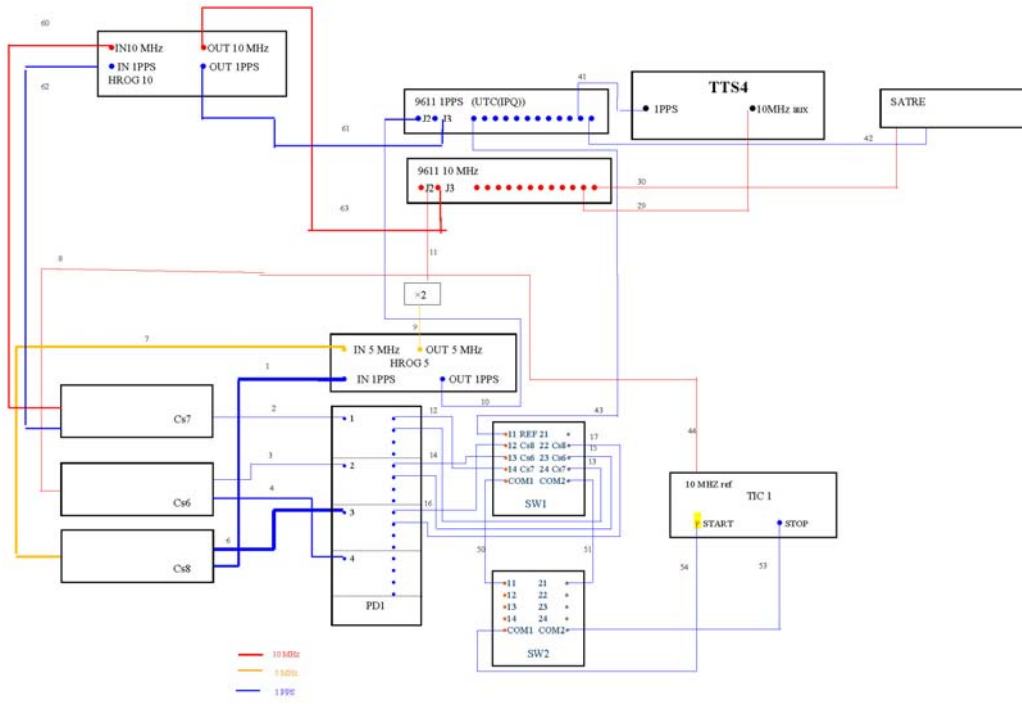 60
IN10 MHz OUT 10 MHz
IN 1PPS OUT 1PPS
HROG 10
62
61
63
41
9611 1PPS (UTC(IPQ))
J2 J3
TTS4
1PPS 10MHz aux
SATRE
42
9611 10 MHz
J2 J3
30
29
11
8
×2
9
7
IN 5 MHz OUT 5 MHz
HROG 5
IN 1PPS OUT 1PPS
1
10
2
Cs7
3
Cs6
4
6
Cs8
1
2
3
4
PD1
12
14
16
43
17
15
13
11 REF 21
12 Cs8 22 Cs8
13 Cs6 23 Cs6
14 Cs7 24 Cs7
COM1 COM2
SW1
44
10 MHZ ref
TIC 1
START STOP
50
51
54
53
11 21
12 22
13 23
14 24
COM1 COM2
SW2
10 MHz
5 MHz
1 PPS